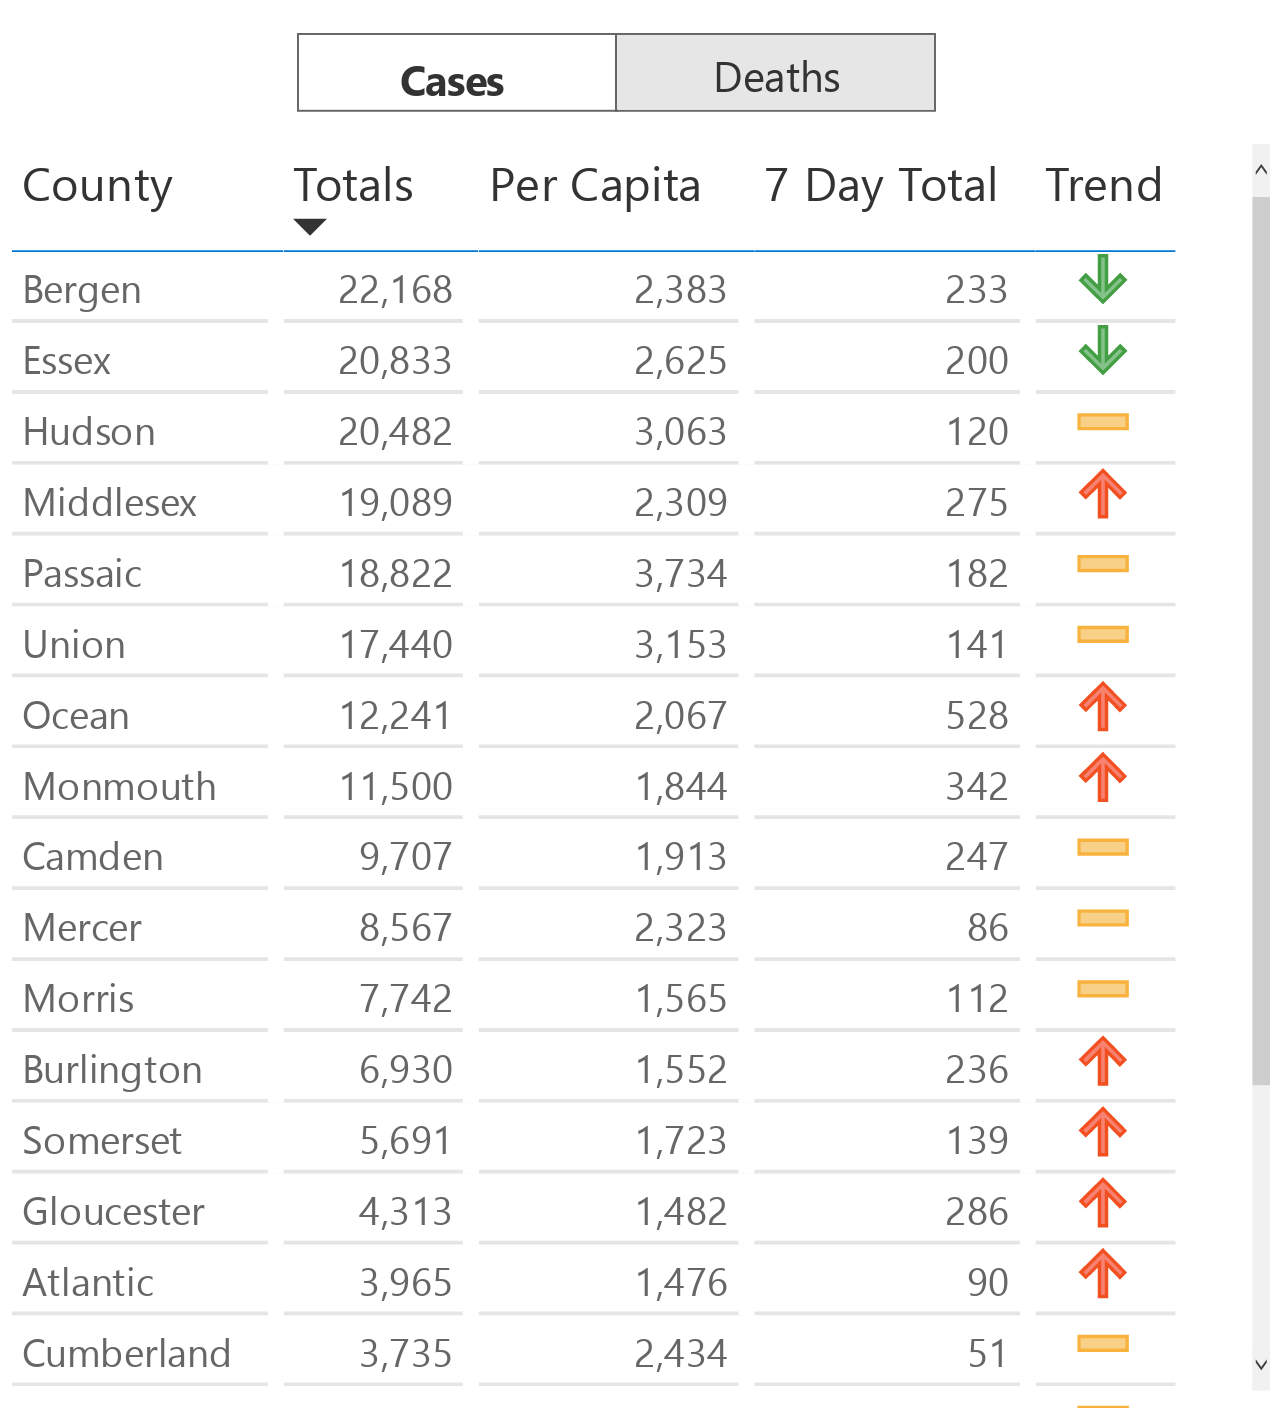 Cases Deaths
County Totals Per Capita 7 Day Total Trend
Bergen 22,168 2,383 233
Essex 20,833 2,625 200
Hudson 20,482 3,063 120
Middlesex 19,089 2,309 275
Passaic 18,822 3,734 182
Union 17,440 3,153 141
Ocean 12,241 2,067 528
Monmouth 11,500 1,844 342
Camden 9,707 1,913 247
Mercer 8,567 2,323 86
Morris 7,742 1,565 112
Burlington 6,930 1,552 236
Somerset 5,691 1,723 139
Gloucester 4,313 1,482 286
Atlantic 3,965 1,476 90
Cumberland 3,735 2,434 51